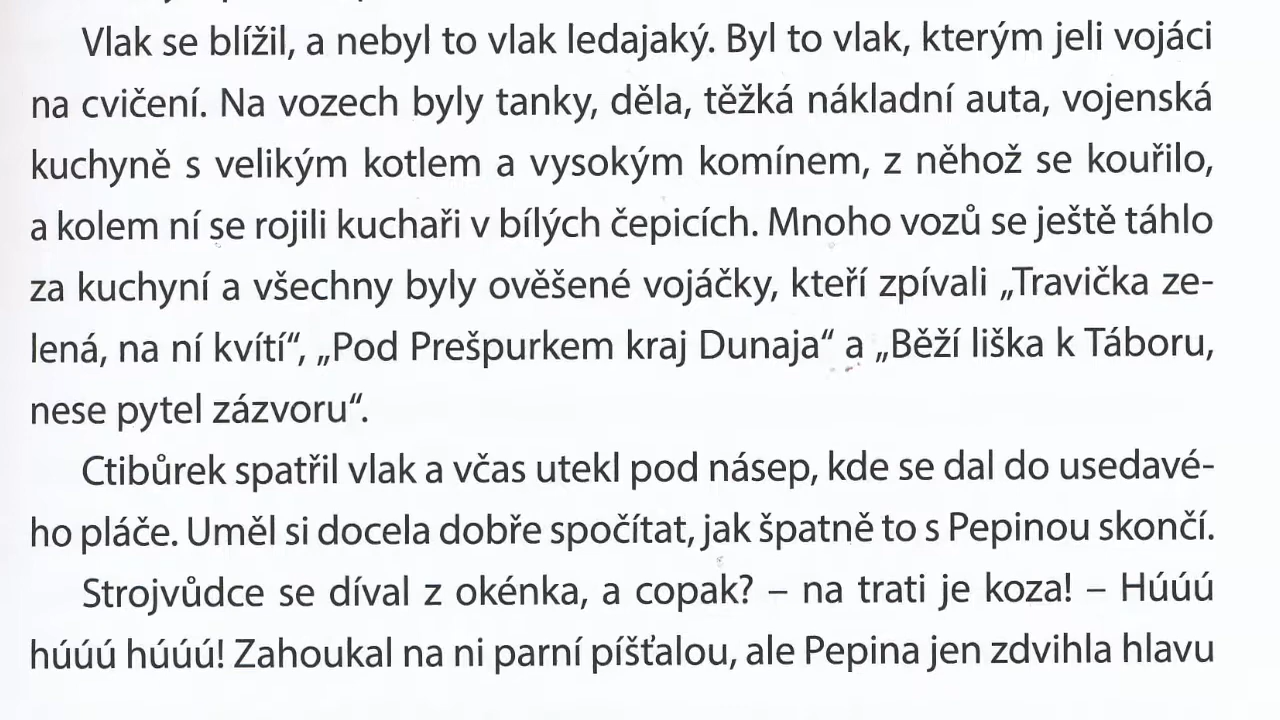 Vlak se blížil, a nebyl to vlak ledajaký. Byl to vlak, kterým jeli vojáci
na cvičení. Na vozech byly tanky, děla, těžká nákladní auta, vojenská
kuchyně s velikým kotlem a vysokým komínem, z něhož se kouřilo,
a kolem ní se rojili kuchaři v bílých čepicích. Mnoho vozů se ještě táhlo
za kuchyní a všechny byly ověšené vojáčky, kteří zpívali „Travička ze-
lená, na ní kvítí“, „Pod Prešpurkem kraj Dunaja“ a „Běží liška k Táboru,
nese pytel zázvoru“.
Ctibůrek spatřil vlak a včas utekl pod násep, kde se dal do usedavé-
ho pláče. Uměl si docela dobře spočítat, jak špatně to s Pepinou skončí.
Strojvůdce se díval z okénka, a copak? – na trati je koza! – Húúú
húúú húúú! Zahoukal na ni parní píšťalou, ale Pepina jen zdvihla hlavu